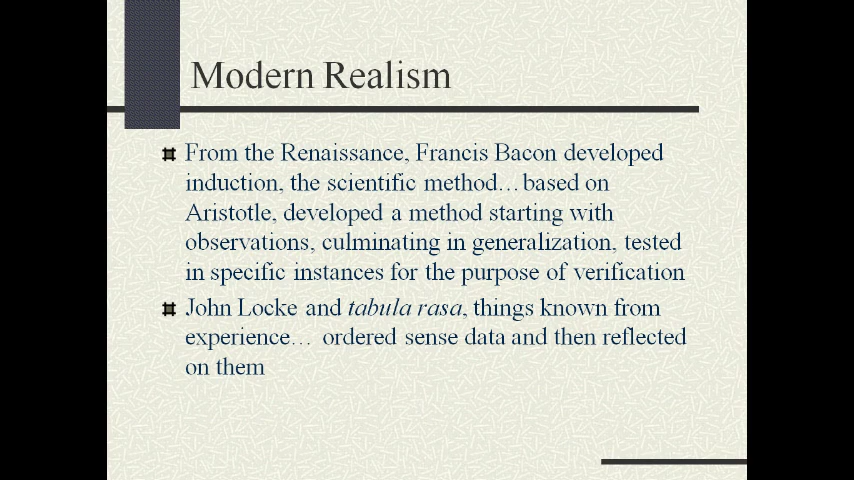 Modern Realism
From the Renaissance, Francis Bacon developed
induction, the scientific method…based on
Aristotle, developed a method starting with
observations, culminating in generalization, tested
in specific instances for the purpose of verification
John Locke and tabula rasa, things known from
experience… ordered sense data and then reflected
on them